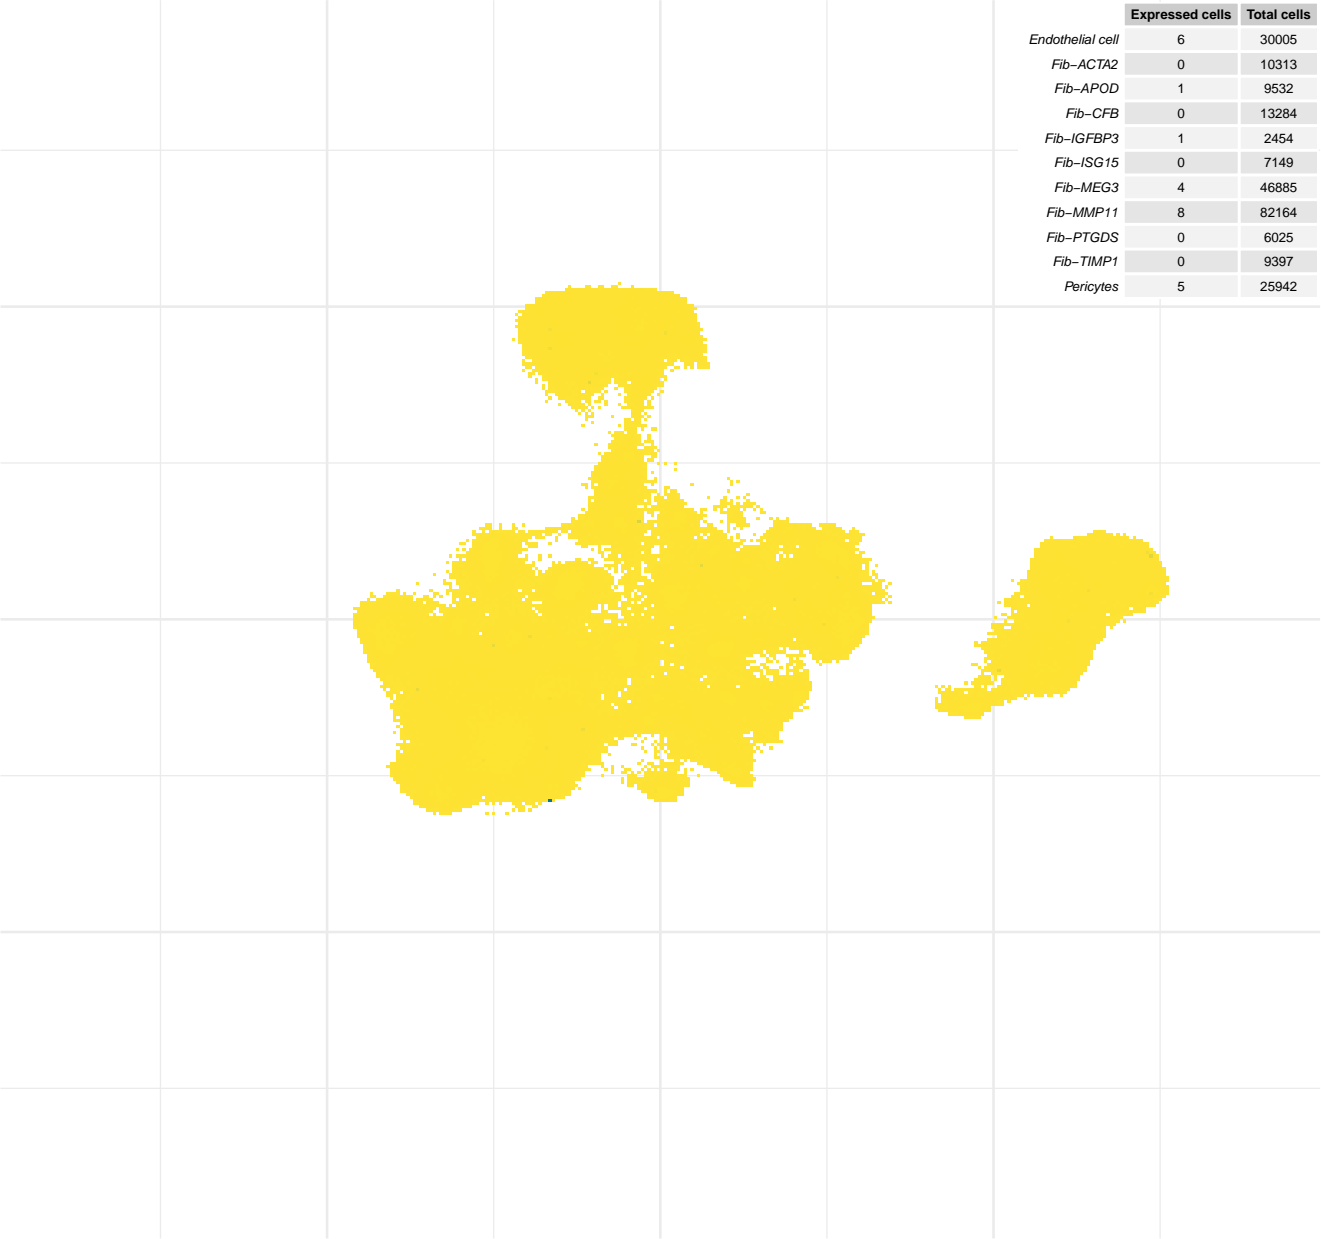 Expressed cells Total cells
Endothelial cell 6 30005
Fib−ACTA2 0 10313
Fib−APOD 1 9532
Fib−CFB 0 13284
Fib−IGFBP3 1 2454
Fib−ISG15 0 7149
Fib−MEG3 4 46885
Fib−MMP11 8 82164
Fib−PTGDS 0 6025
Fib−TIMP1 0 9397
Pericytes 5 25942